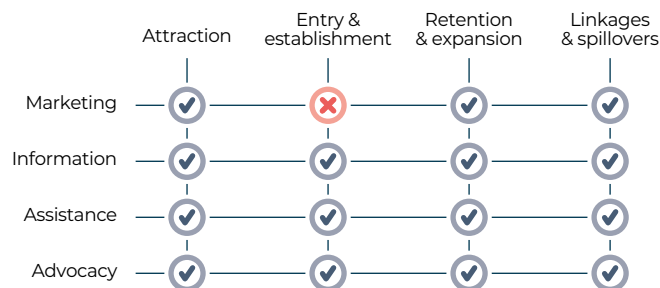 Attraction
Entry &
establishment
Retention
& expansion
Linkages
& spillovers
Marketing
Information
Assistance
Advocacy